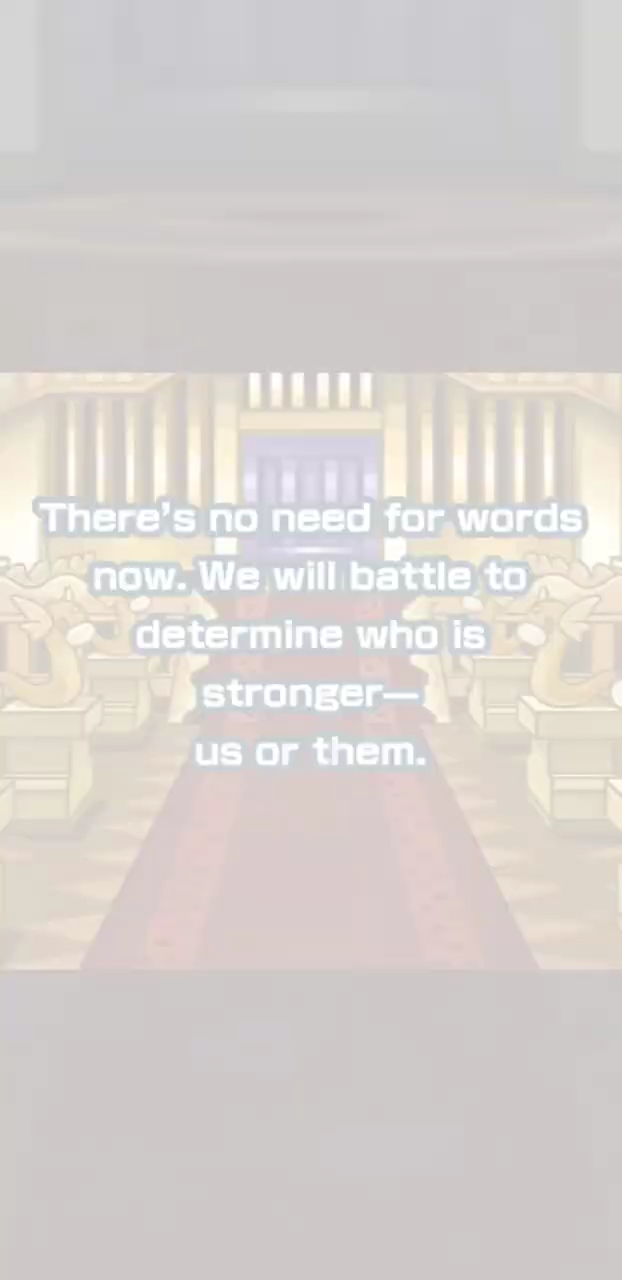 There's no need for words
now. We will battle to
determine who is
stronger—
us or them.